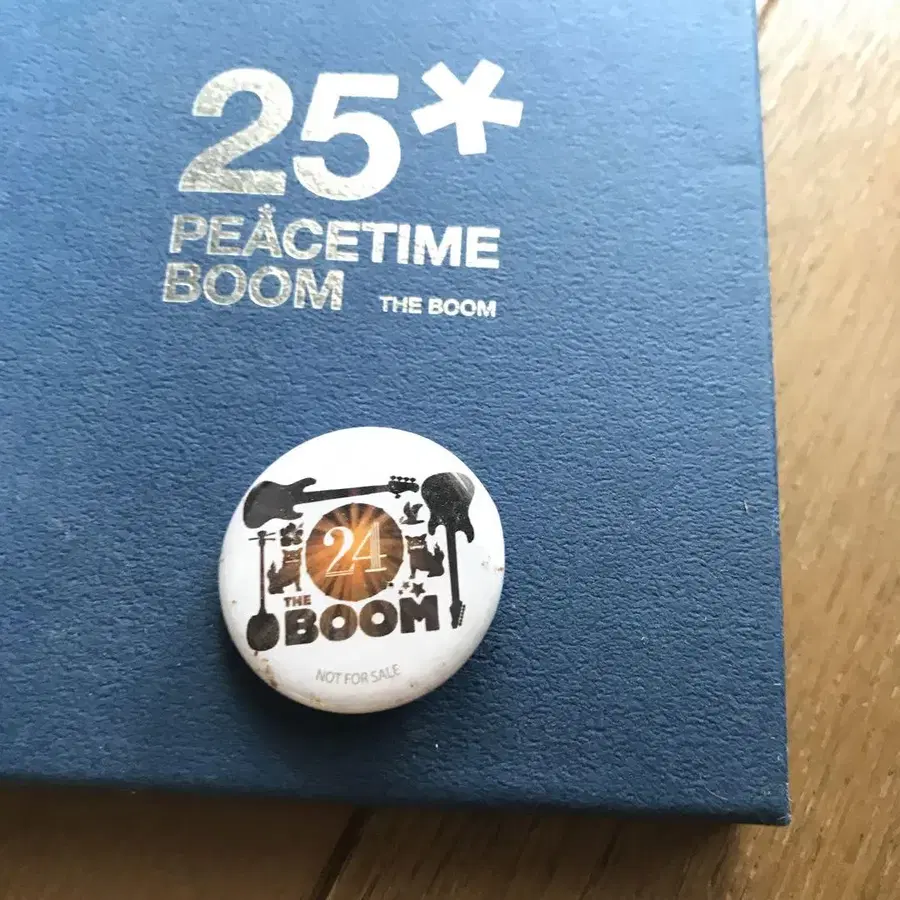 25*
PEACETIME
BOOM THE BOOM
24
THE
BOOM
NOT FOR SALE